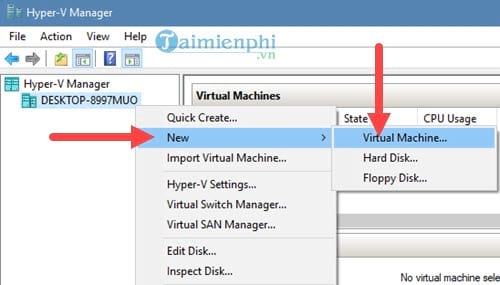 Hyper-V Manager
File Action View Help
Taimienphi
.vn
Hyper-V Manager
DESKTOP-8997MUO
Virtual Machines
State CPU Usage
Quick Create...
New
Import Virtual Machine...
Hyper-V Settings...
Virtual Switch Manager...
Virtual SAN Manager...
Edit Disk...
Inspect Disk...
Virtual Machine...
Hard Disk...
Floppy Disk...
No virtual machine sele